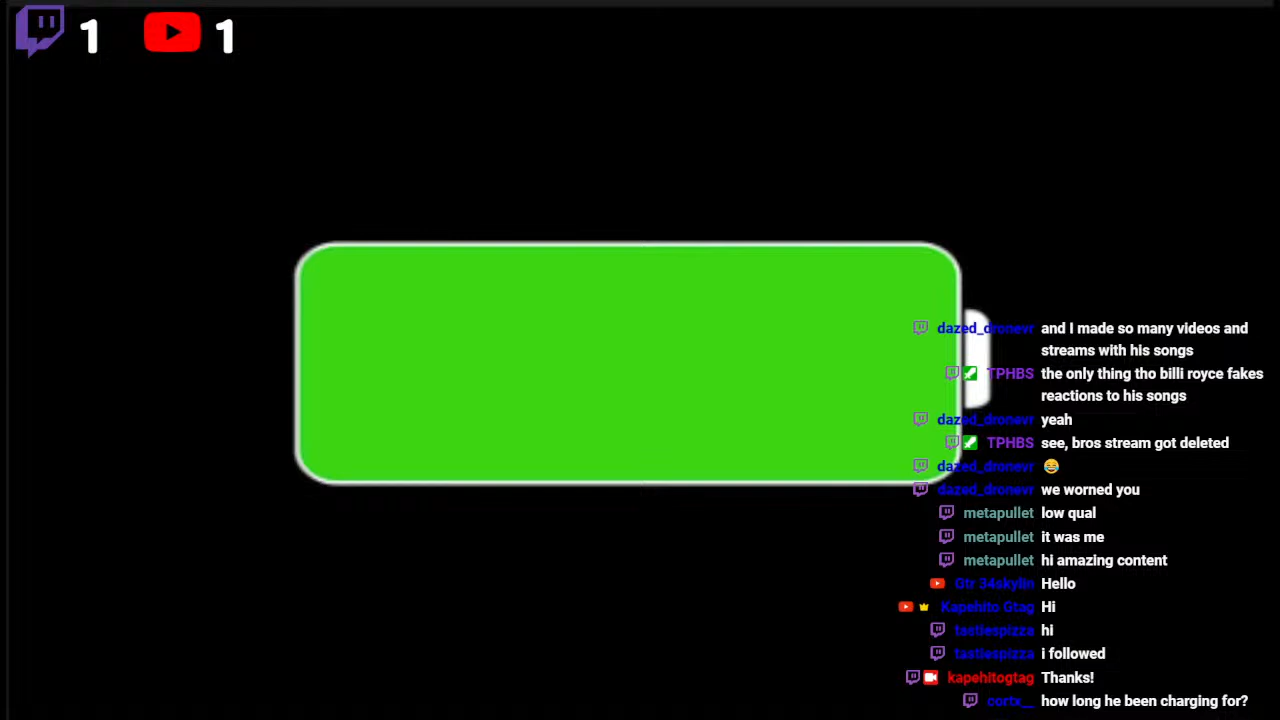 1 1
dazed_dronevr and I made so many videos and
streams with his songs
TPHBS the only thing tho billi royce fakes
reactions to his songs
dazed_dronevr yeah
TPHBS see, bros stream got deleted
dazed_dronevr 😂
dazed_dronevr we worned you
metapullet low qual
metapullet it was me
metapullet hi amazing content
Gtr 34skylin Hello
Kapehito Gtag Hi
tastiespizza hi
tastiespizza i followed
kapehitogtag Thanks!
cortx__ how long he been charging for?